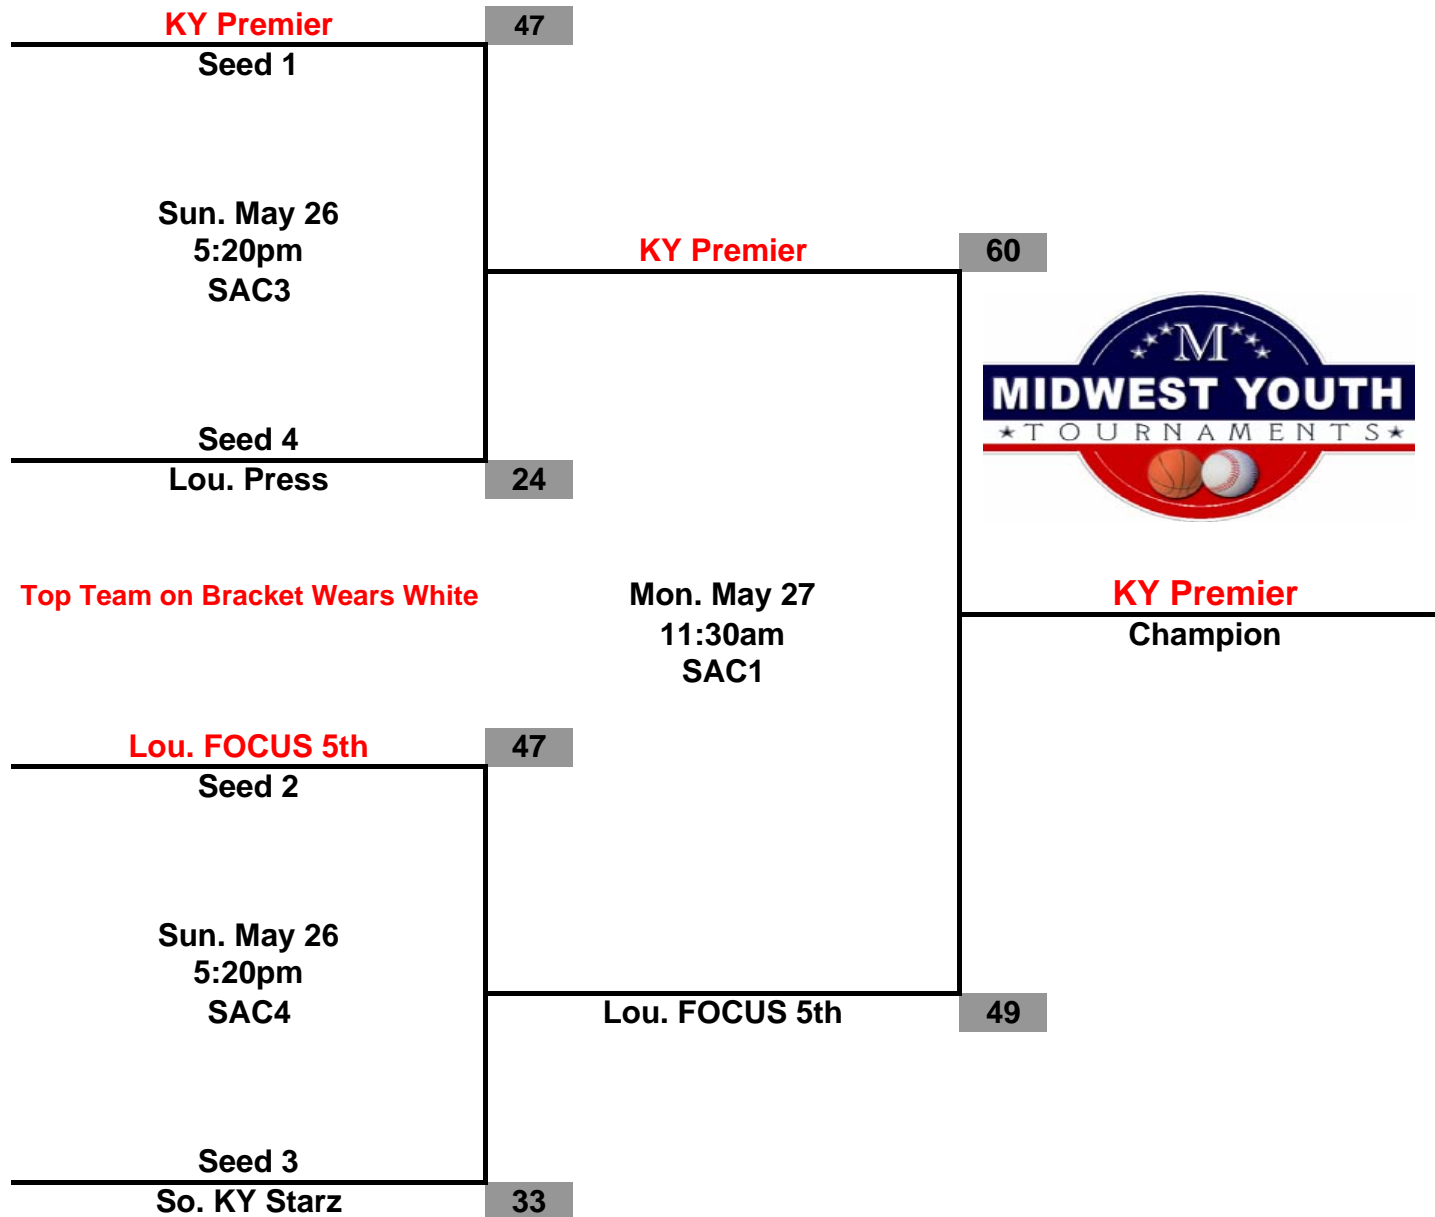 KY Premier 47
Seed 1
Sun. May 26
5:20pm
SAC3
KY Premier 60
M
MIDWEST YOUTH
TOURNAMENTS
Seed 4
Lou. Press 24
Top Team on Bracket Wears White
Mon. May 27
11:30am
SAC1
KY Premier
Champion
Lou. FOCUS 5th 47
Seed 2
Sun. May 26
5:20pm
SAC4
Lou. FOCUS 5th 49
Seed 3
So. KY Starz 33